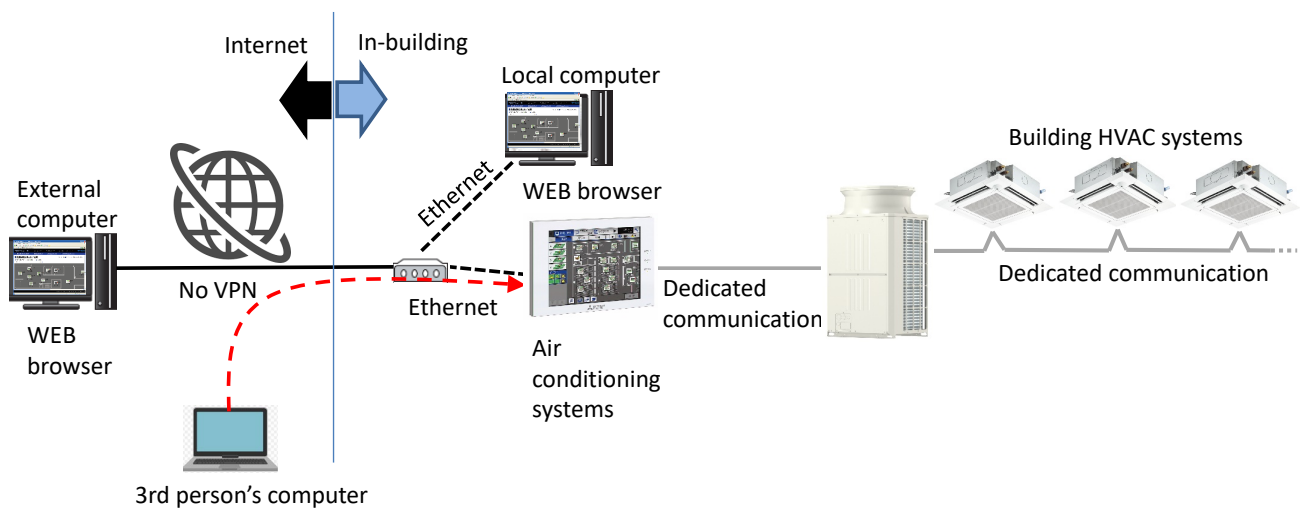 Internet
In-building
Local computer
Building HVAC systems
External
computer
Ethernet
WEB browser
No VPN
Ethernet
Dedicated
communication
Dedicated communication
WEB
browser
Air
conditioning
systems
3rd person's computer